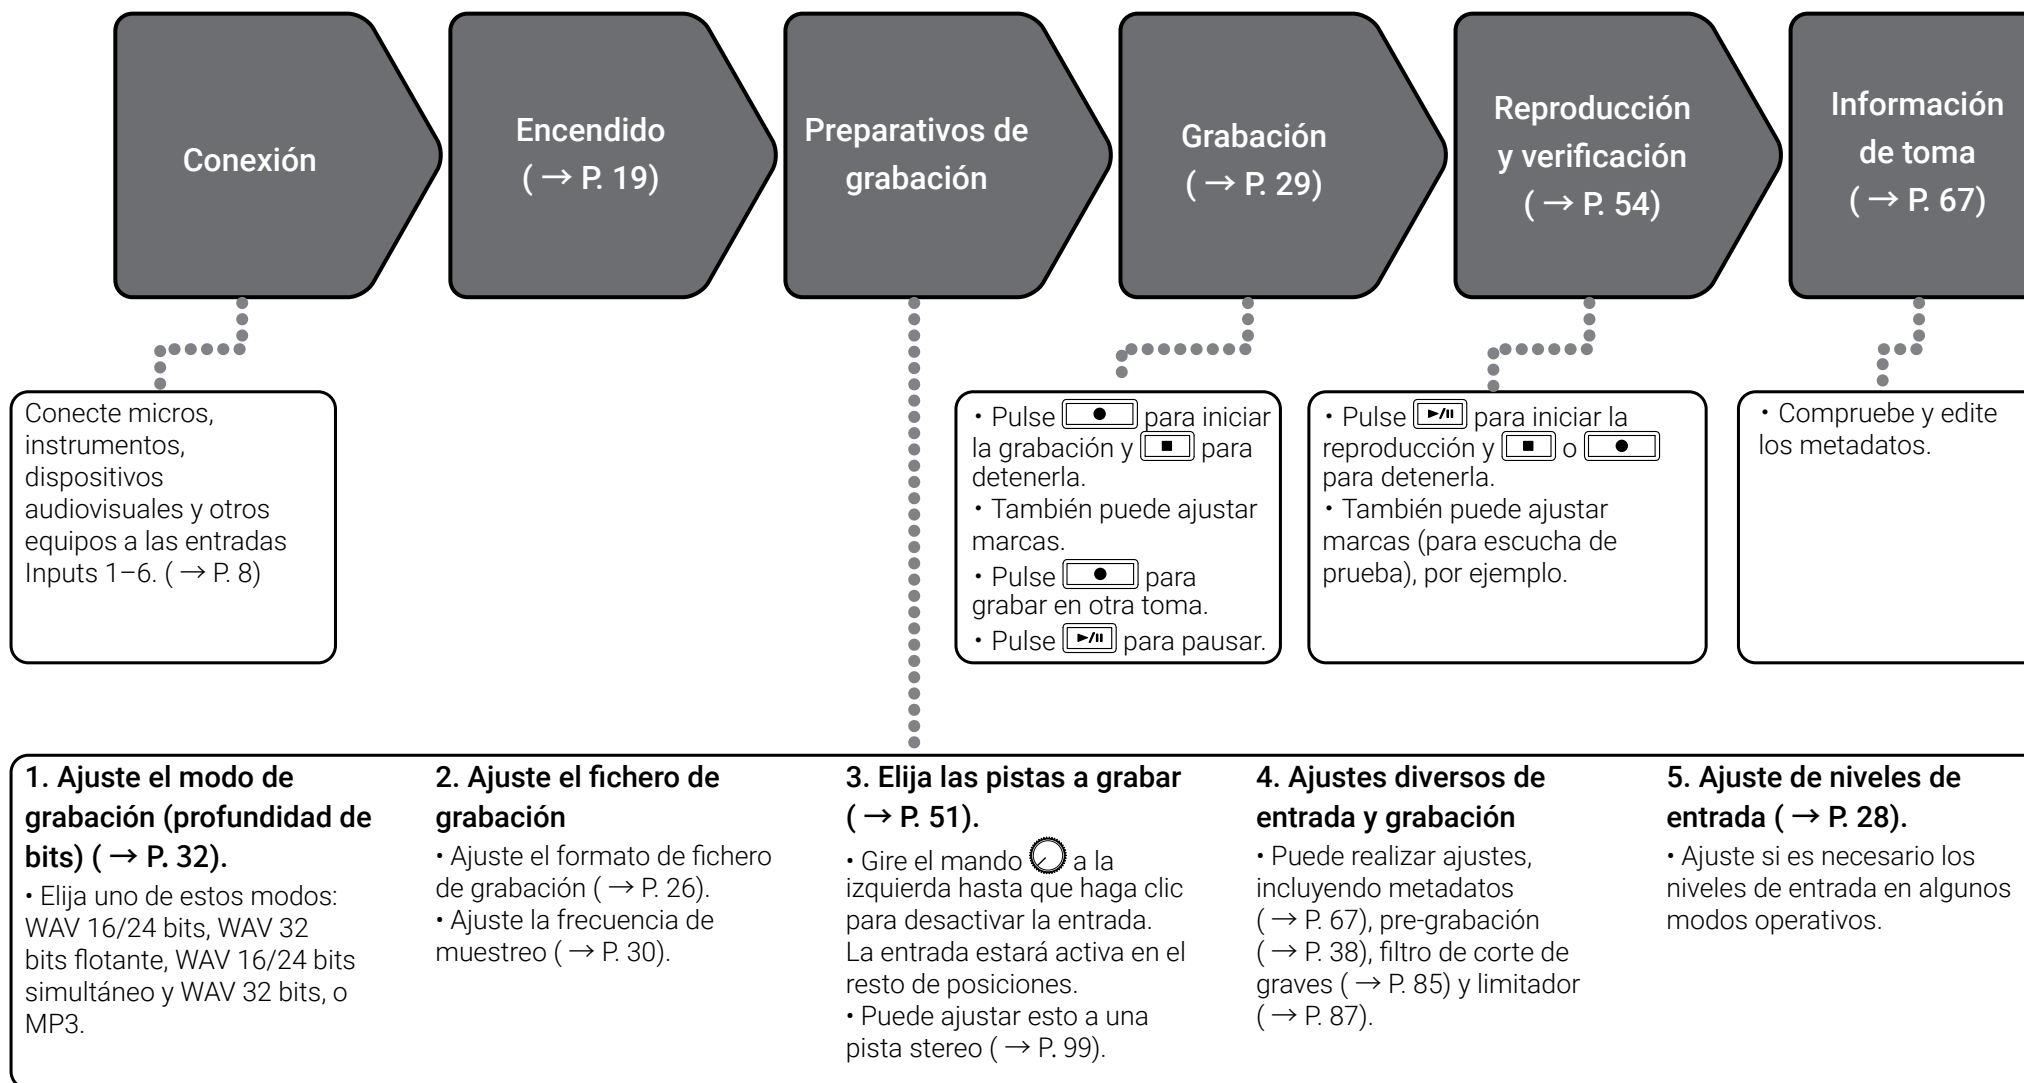 Conexión
Encendido
( → P. 19)
Preparativos de
grabación
Grabación
( → P. 29)
Reproducción
y verificación
( → P. 54)
Información
de toma
( → P. 67)
Conecte micros,
instrumentos,
dispositivos
audiovisuales y otros
equipos a las entradas
Inputs 1–6. ( → P. 8)
• Pulse para iniciar
la grabación y para
detenerla.
• También puede ajustar
marcas.
• Pulse para
grabar en otra toma.
• Pulse para pausar.
• Pulse para iniciar la
reproducción y o
para detenerla.
• También puede ajustar
marcas (para escucha de
prueba), por ejemplo.
• Compruebe y edite
los metadatos.
1. Ajuste el modo de
grabación (profundidad de
bits) ( → P. 32).
• Elija uno de estos modos:
WAV 16/24 bits, WAV 32
bits flotante, WAV 16/24 bits
simultáneo y WAV 32 bits, o
MP3.
2. Ajuste el fichero de
grabación
• Ajuste el formato de fichero
de grabación ( → P. 26).
• Ajuste la frecuencia de
muestreo ( → P. 30).
3. Elija las pistas a grabar
( → P. 51).
• Gire el mando a la
izquierda hasta que haga clic
para desactivar la entrada.
La entrada estará activa en el
resto de posiciones.
• Puede ajustar esto a una
pista stereo ( → P. 99).
4. Ajustes diversos de
entrada y grabación
• Puede realizar ajustes,
incluyendo metadatos
( → P. 67), pre-grabación
( → P. 38), filtro de corte de
graves ( → P. 85) y limitador
( → P. 87).
5. Ajuste de niveles de
entrada ( → P. 28).
• Ajuste si es necesario los
niveles de entrada en algunos
modos operativos.